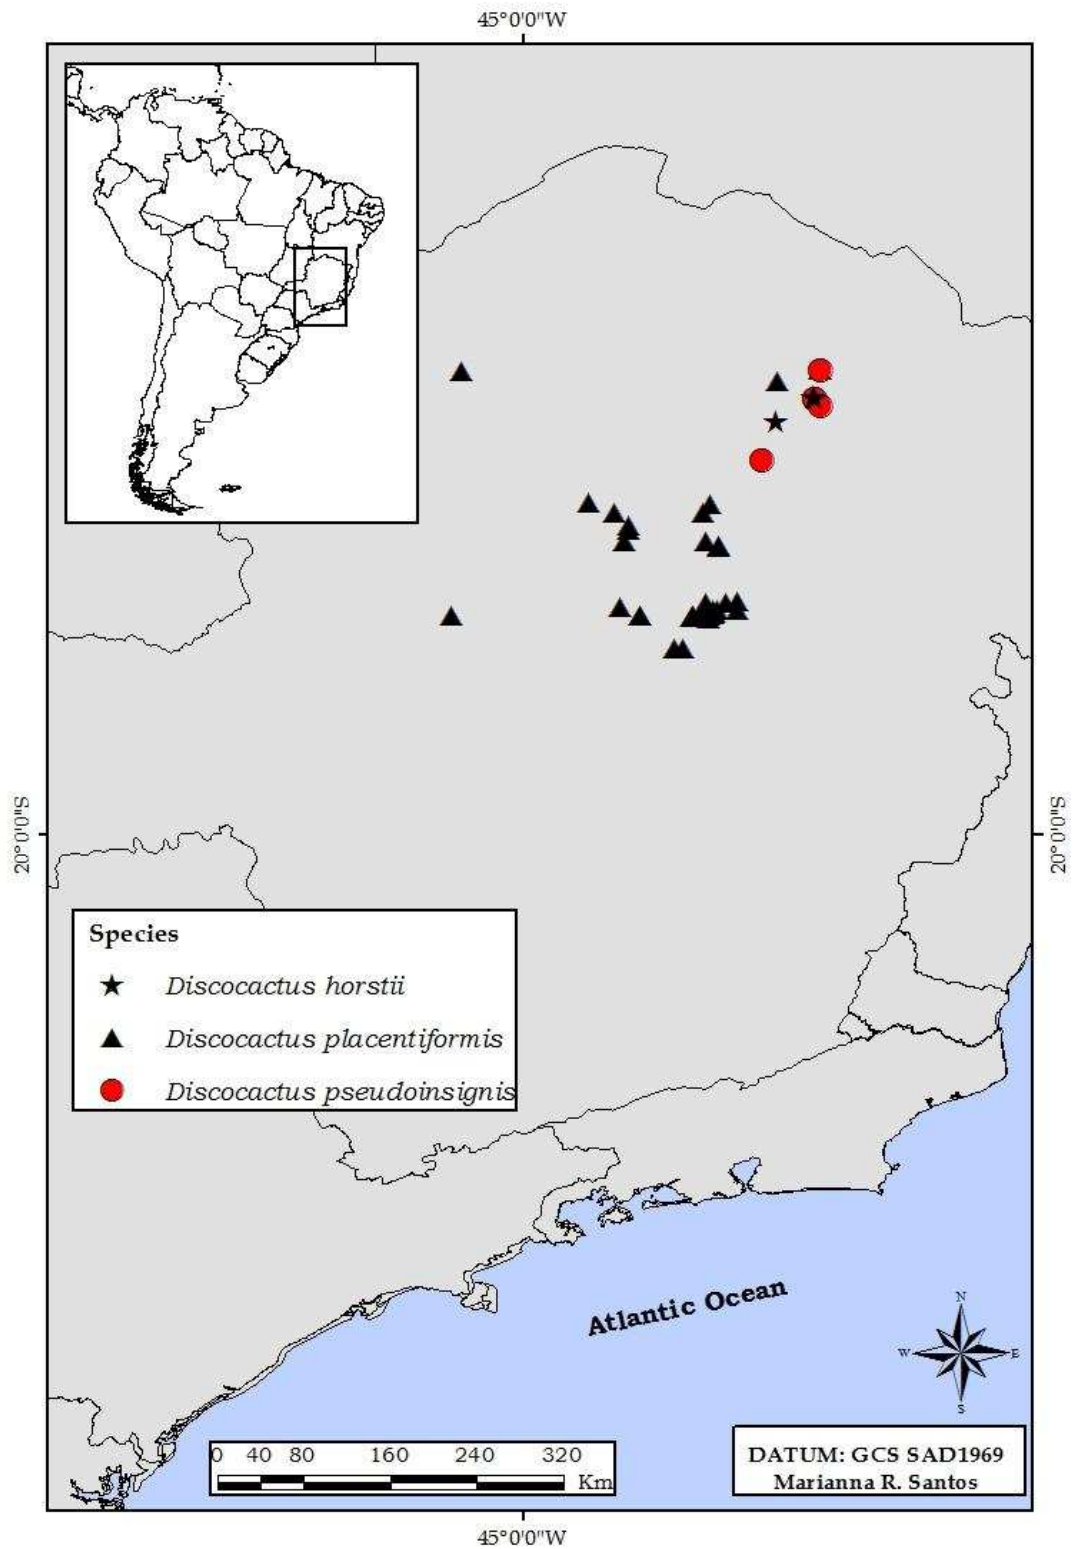 45°0'0"W
20°0'0"S
20°0'0"S
Species
Discocactus horstii
Discocactus placentiformis
Discocactus pseudoinsignis
Atlantic Ocean
N
W
E
S
0 40 80 160 240 320
Km
DATUM: GCS SAD1969
Marianna R. Santos
45°0'0"W